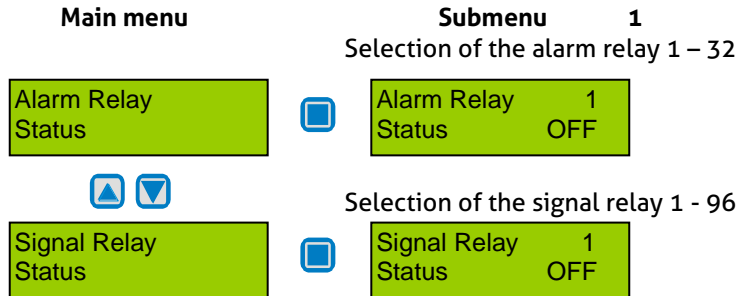 Main menu Submenu 1
Selection of the alarm relay 1 – 32
Alarm Relay Alarm Relay 1
Status Status OFF
Selection of the signal relay 1 - 96
Signal Relay Signal Relay 1
Status Status OFF